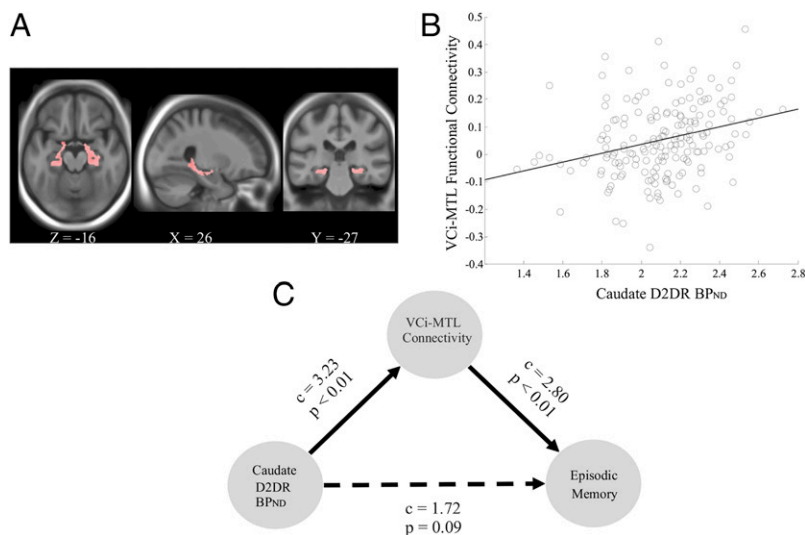 A
Z = -16 X = 26 Y = -27
B
VCi-MTL Functional Connectivity
0.5
0.4
0.3
0.2
0.1
0
-0.1
-0.2
-0.3
-0.4
1.4 1.6 1.8 2 2.2 2.4 2.6 2.8
Caudate D2DR BPND
C
VCi-MTL
Connectivity
c = 3.23
p < 0.01
c = 2.80
p < 0.01
Caudate
D2DR
BPND
Episodic
Memory
c = 1.72
p = 0.09